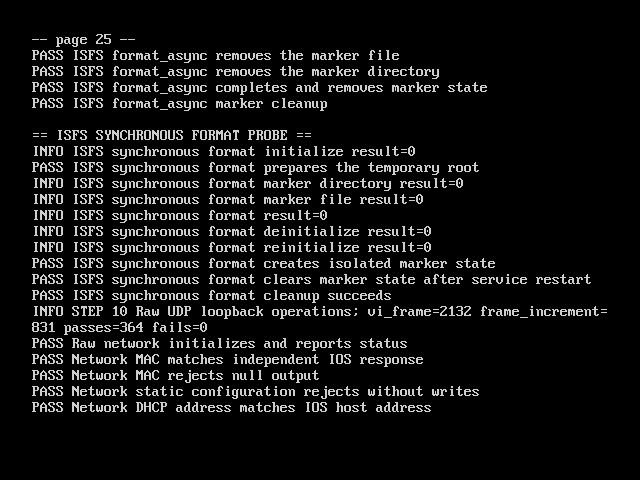 -- page 25 --
PASS ISFS format_async removes the marker file
PASS ISFS format_async removes the marker directory
PASS ISFS format_async completes and removes marker state
PASS ISFS format_async marker cleanup
== ISFS SYNCHRONOUS FORMAT PROBE ==
INFO ISFS synchronous format initialize result=0
PASS ISFS synchronous format prepares the temporary root
INFO ISFS synchronous format marker directory result=0
INFO ISFS synchronous format marker file result=0
INFO ISFS synchronous format result=0
INFO ISFS synchronous format deinitialize result=0
INFO ISFS synchronous format reinitialize result=0
PASS ISFS synchronous format creates isolated marker state
PASS ISFS synchronous format clears marker state after service restart
PASS ISFS synchronous format cleanup succeeds
INFO STEP 10 Raw UDP loopback operations; vi_frame=2132 frame_increment=
831 passes=364 fails=0
PASS Raw network initializes and reports status
PASS Network MAC matches independent IOS response
PASS Network MAC rejects null output
PASS Network static configuration rejects without writes
PASS Network DHCP address matches IOS host address